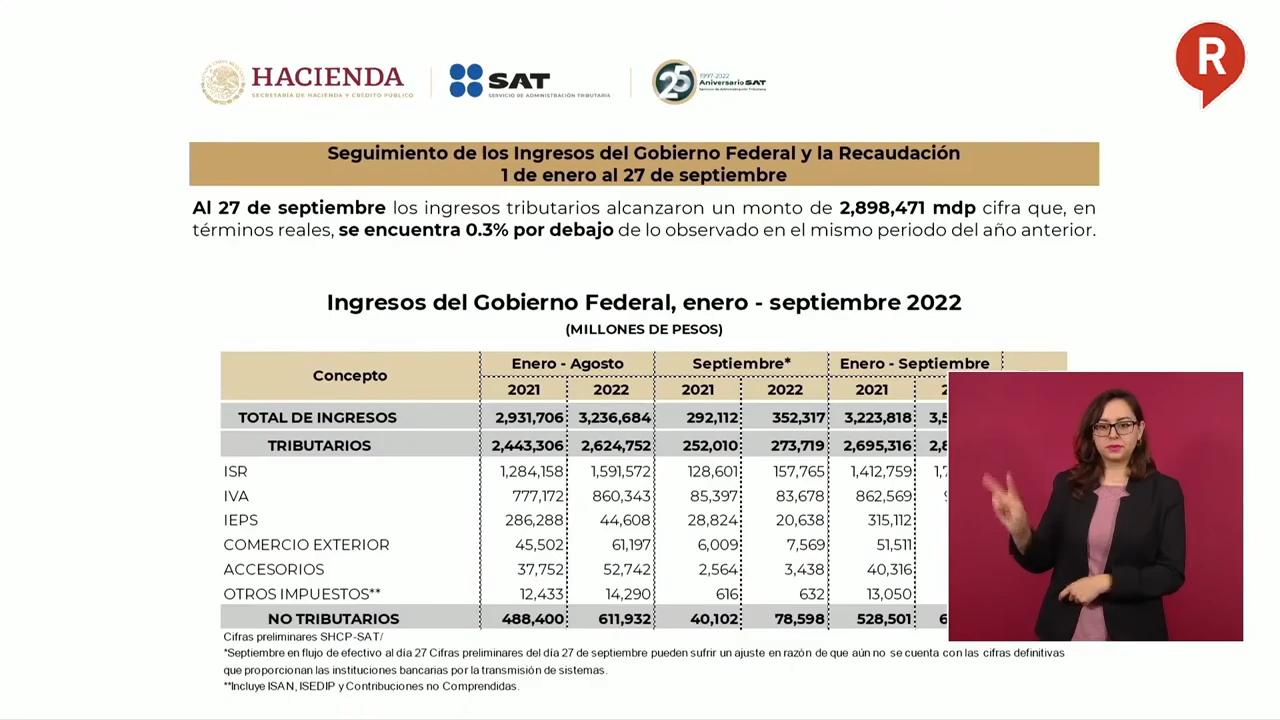 HACIENDA
SECRETARÍA DE HACIENDA Y CRÉDITO PÚBLICO
SAT
SERVICIO DE ADMINISTRACIÓN TRIBUTARIA
25
1997-2022
Aniversario SAT
Servicio de Administración Tributaria
R
Seguimiento de los Ingresos del Gobierno Federal y la Recaudación
1 de enero al 27 de septiembre
Al 27 de septiembre los ingresos tributarios alcanzaron un monto de 2,898,471 mdp cifra que, en
términos reales, se encuentra 0.3% por debajo de lo observado en el mismo periodo del año anterior.
Ingresos del Gobierno Federal, enero - septiembre 2022
(MILLONES DE PESOS)
Concepto Enero - Agosto Septiembre* Enero - Septiembre
2021 2022 2021 2022 2021
TOTAL DE INGRESOS 2,931,706 3,236,684 292,112 352,317 3,223,818
TRIBUTARIOS 2,443,306 2,624,752 252,010 273,719 2,695,316
ISR 1,284,158 1,591,572 128,601 157,765 1,412,759
IVA 777,172 860,343 85,397 83,678 862,569
IEPS 286,288 44,608 28,824 20,638 315,112
COMERCIO EXTERIOR 45,502 61,197 6,009 7,569 51,511
ACCESORIOS 37,752 52,742 2,564 3,438 40,316
OTROS IMPUESTOS** 12,433 14,290 616 632 13,050
NO TRIBUTARIOS 488,400 611,932 40,102 78,598 528,501
Cifras preliminares SHCP-SAT/
*Septiembre en flujo de efectivo al día 27 Cifras preliminares del día 27 de septiembre pueden sufrir un ajuste en razón de que aún no se cuenta con las cifras definitivas
que proporcionan las instituciones bancarias por la transmisión de sistemas.
**Incluye ISAN, ISEDIP y Contribuciones no Comprendidas.